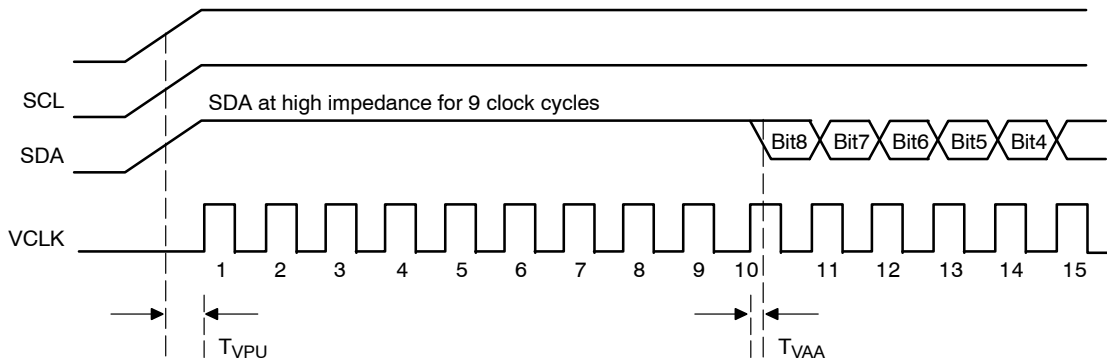 SCL
SDA at high impedance for 9 clock cycles
SDA
Bit8 Bit7 Bit6 Bit5 Bit4
VCLK
1 2 3 4 5 6 7 8 9 10 11 12 13 14 15
TVPU TVAA